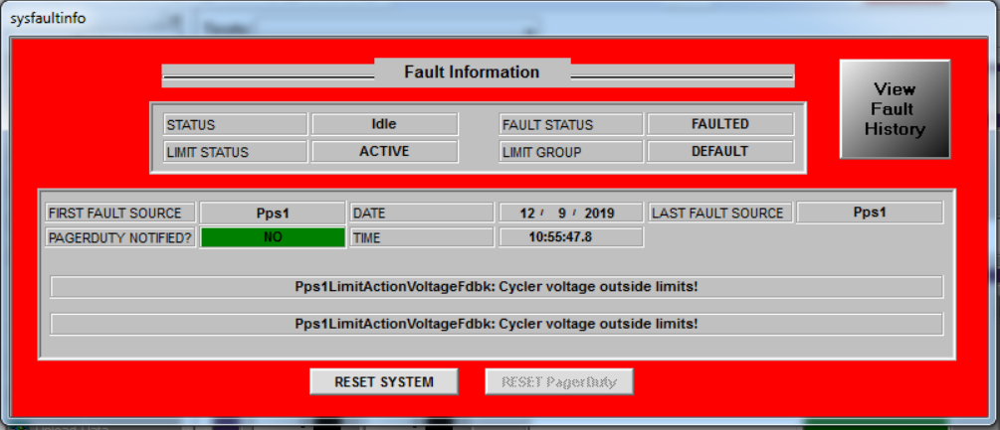 sysfaultinfo
Fault Information
View
Fault
History
STATUS Idle FAULT STATUS FAULTED
LIMIT STATUS ACTIVE LIMIT GROUP DEFAULT
FIRST FAULT SOURCE Pps1 DATE 12 / 9 / 2019 LAST FAULT SOURCE Pps1
PAGERDUTY NOTIFIED? NO TIME 10:55:47.8
Pps1LimitActionVoltageFdbk: Cycler voltage outside limits!
Pps1LimitActionVoltageFdbk: Cycler voltage outside limits!
RESET SYSTEM RESET PagerDuty